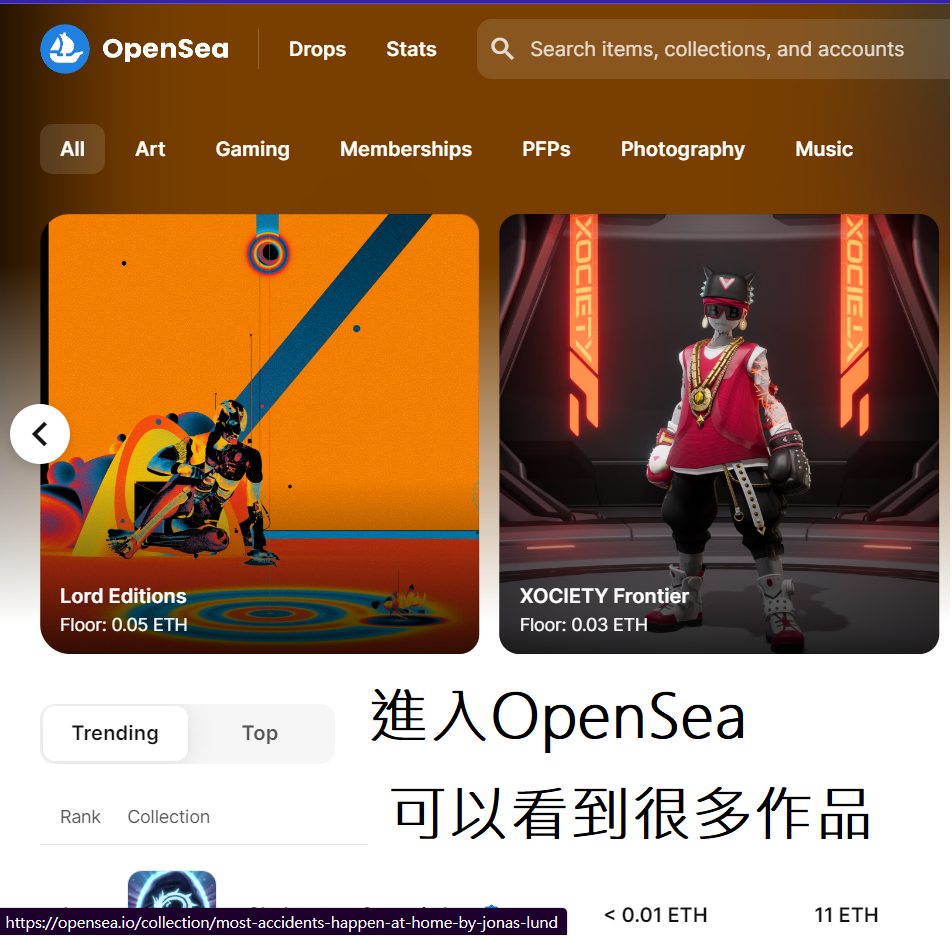 OpenSea
Drops
Stats
Search items, collections, and accounts
All
Art
Gaming
Memberships
PFPs
Photography
Music
XOCIETY
XOCIETY
Lord Editions
Floor: 0.05 ETH
XOCIETY Frontier
Floor: 0.03 ETH
進入OpenSea
可以看到很多作品
Trending
Top
Rank
Collection
< 0.01 ETH
11 ETH
https://opensea.io/collection/most-accidents-happen-at-home-by-jonas-lund